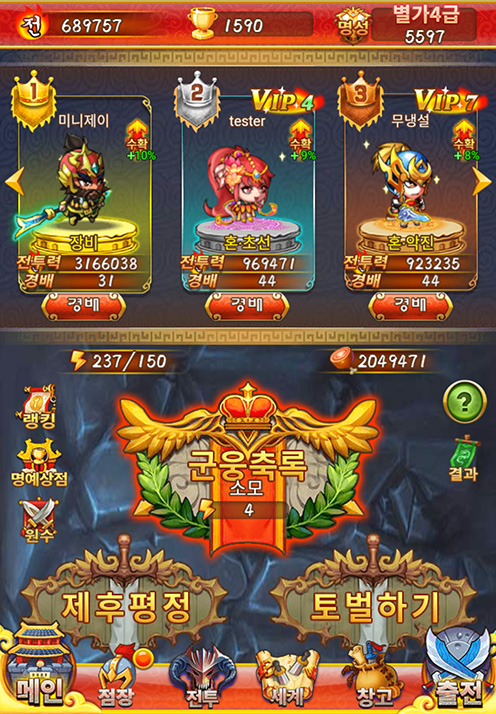 전 689757 1590 명성 별가4급
5597
1 2 VIP 4 3 VIP 7
미니제이 tester 무냉설
수확 수확 수확
+10% +9% +8%
장비 혼·초선 혼·악진
전투력 3166038 전투력 969471 전투력 923235
경배 31 경배 44 경배 44
경배 경배 경배
237/150 2049471
랭킹 ?
군웅축록
명예상점 소모 결과
4
원수
제후평정 토벌하기
메인 점장 전투 세계 창고 출전